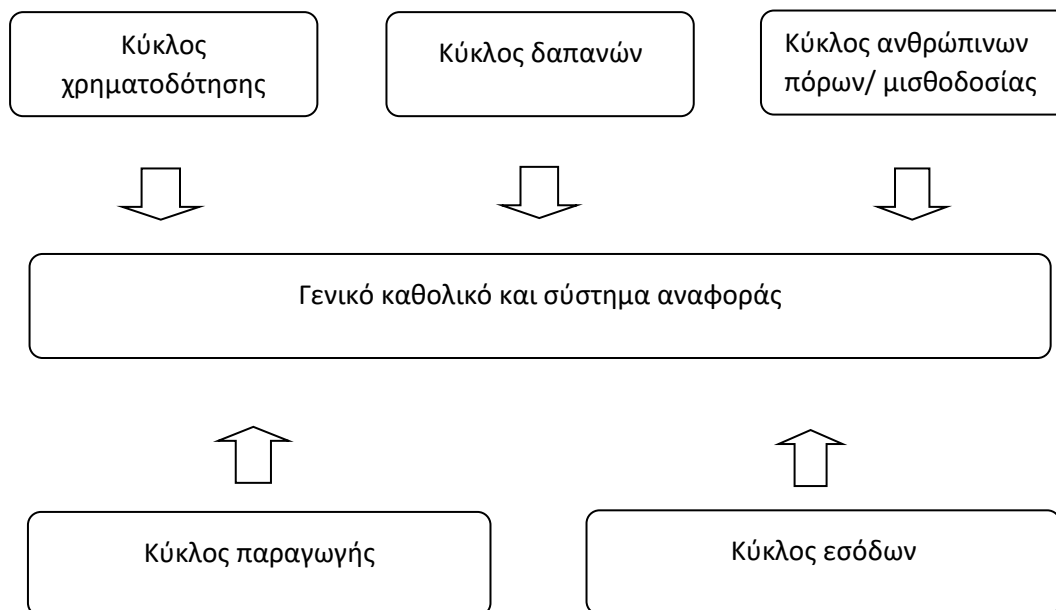 Κύκλος
χρηματοδότησης
Κύκλος δαπανών
Κύκλος ανθρώπινων
πόρων/ μισθοδοσίας
Γενικό καθολικό και σύστημα αναφοράς
Κύκλος παραγωγής
Κύκλος εσόδων